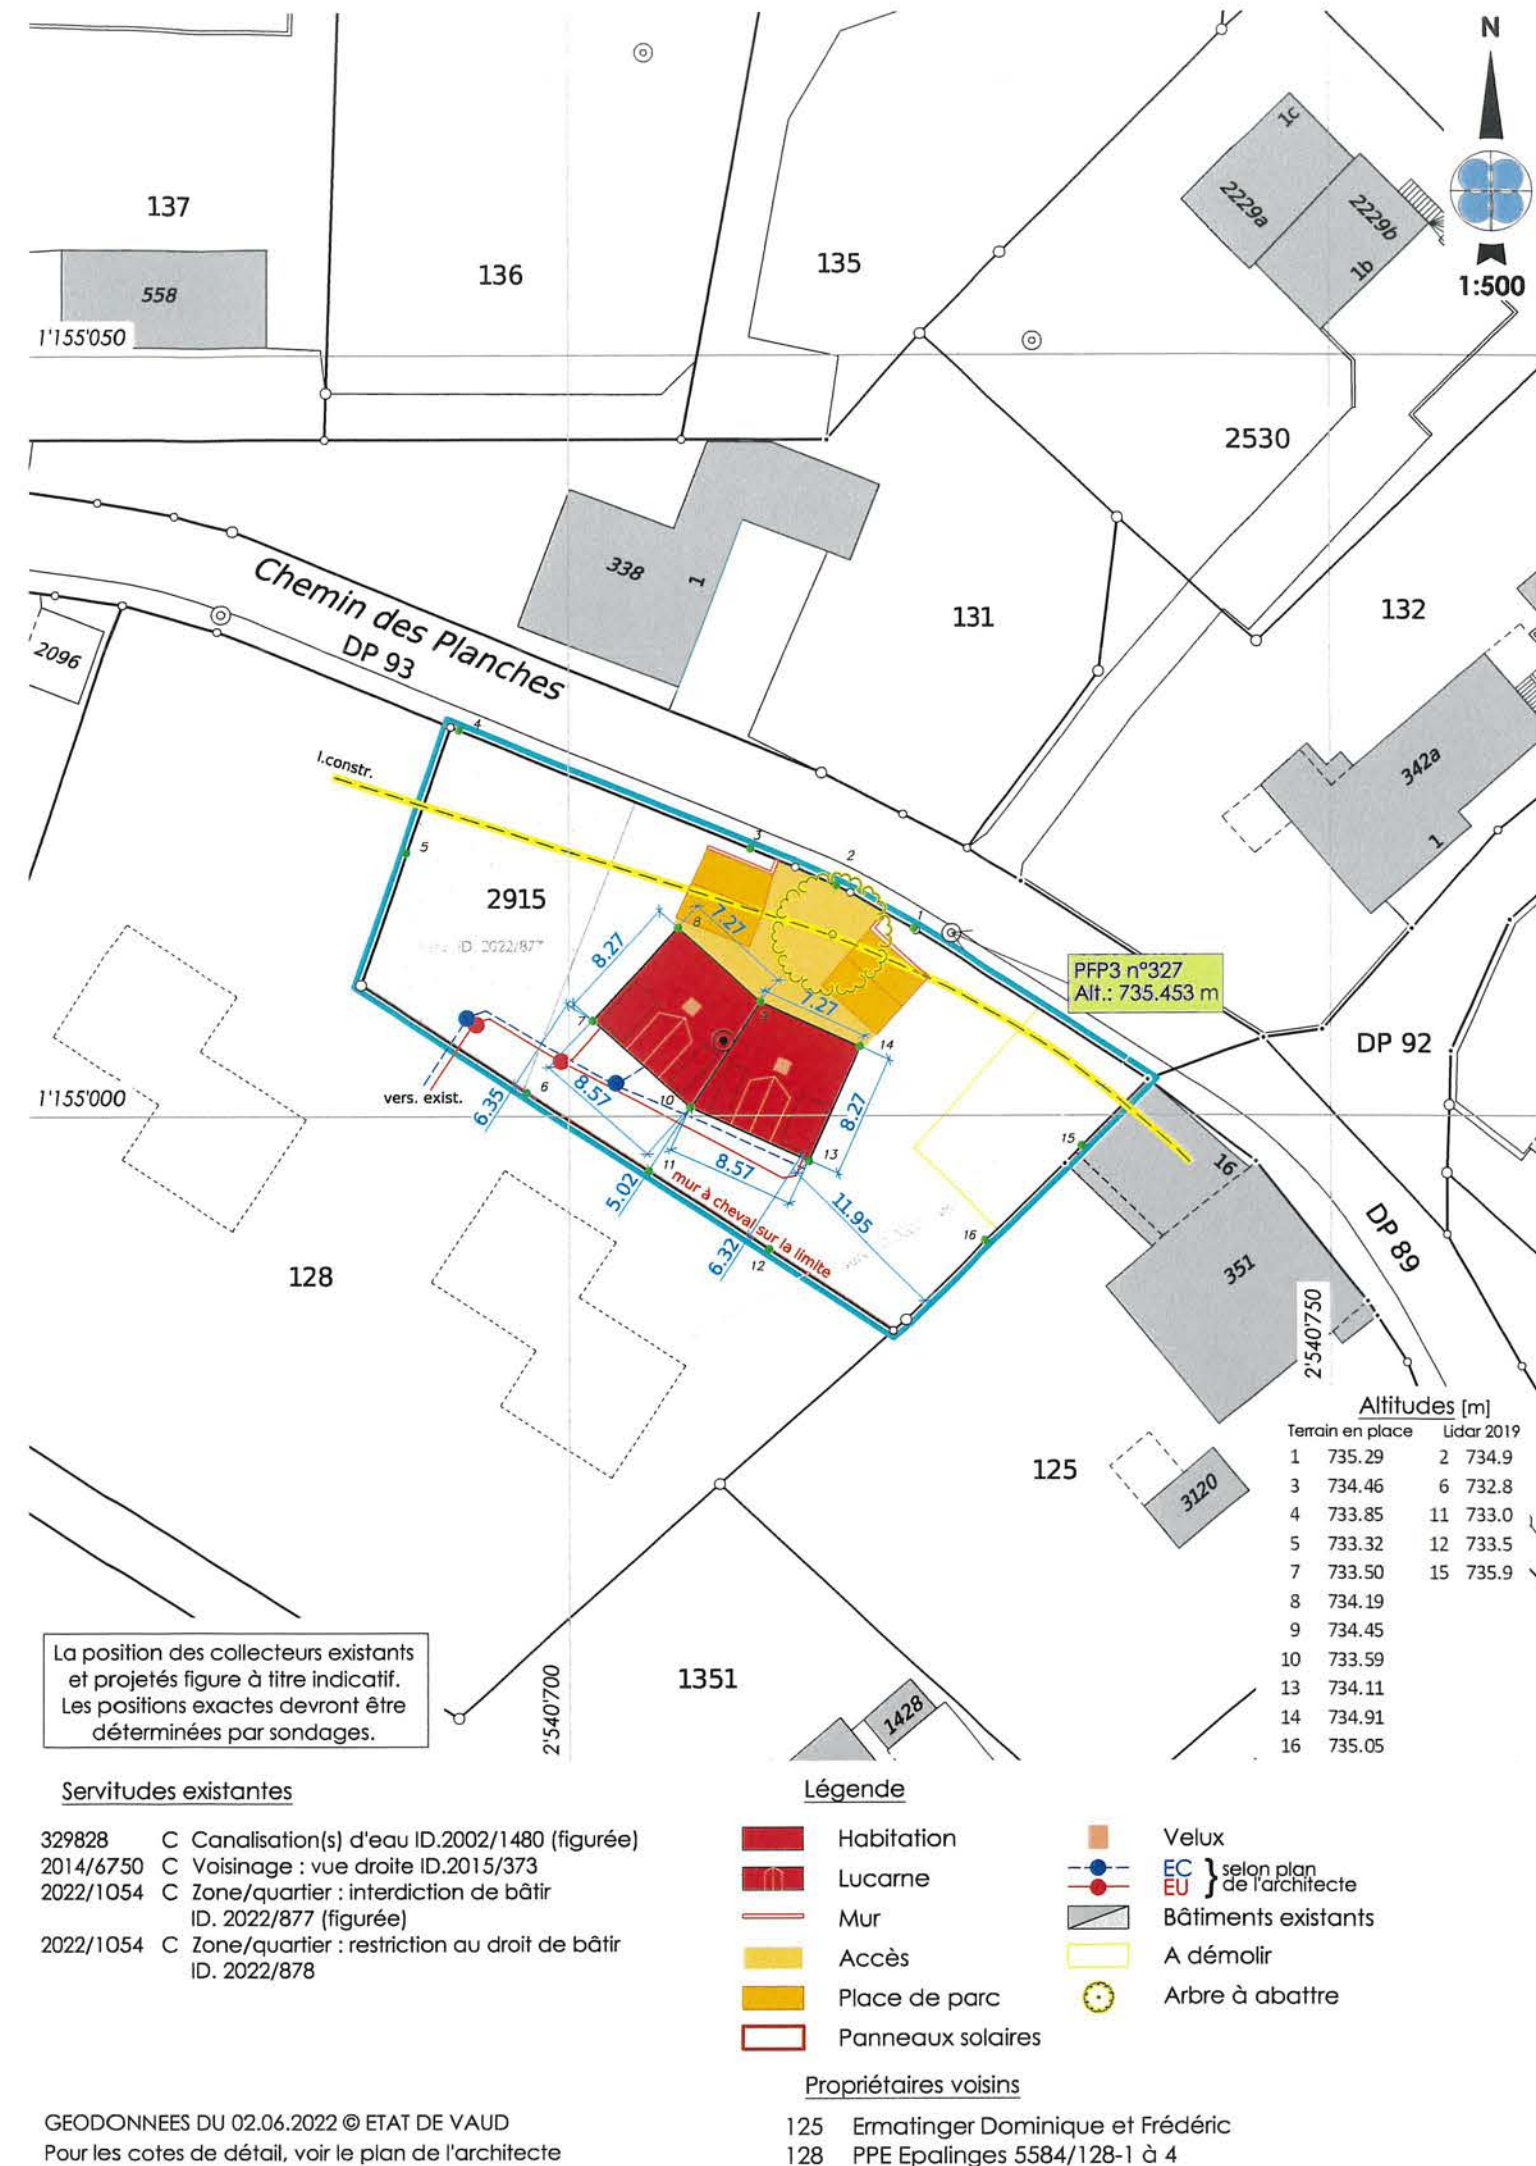 N
1:500
137
558
136
135
1c
2229a
2229b
1b
1'155'050
2530
338
1
131
132
Chemin des Planches
DP 93
2096
342a
1
l.constr.
4
3
2
5
2915
1
8
7.27
8.27
ID. 2022/877
PFP3 n°327
Alt.: 735.453 m
9
7.27
7
14
DP 92
1'155'000
vers. exist.
6.35
6
8.57
10
8.27
15
13
16
11
8.57
5.02
mur à cheval sur la limite
11.95
DP 89
6.32
12
16
128
351
2'540'750
125
3120
1351
1428
2'540'700
Altitudes [m]
Terrain en place Lidar 2019
1 735.29 2 734.9
3 734.46 6 732.8
4 733.85 11 733.0
5 733.32 12 733.5
7 733.50 15 735.9
8 734.19
9 734.45
10 733.59
13 734.11
14 734.91
16 735.05
La position des collecteurs existants
et projetés figure à titre indicatif.
Les positions exactes devront être
déterminées par sondages.
Servitudes existantes
329828 C Canalisation(s) d'eau ID.2002/1480 (figurée)
2014/6750 C Voisinage : vue droite ID.2015/373
2022/1054 C Zone/quartier : interdiction de bâtir
ID. 2022/877 (figurée)
2022/1054 C Zone/quartier : restriction au droit de bâtir
ID. 2022/878
Légende
Habitation
Lucarne
Mur
Accès
Place de parc
Panneaux solaires
Velux
EC
EU
} selon plan
de l'architecte
Bâtiments existants
A démolir
Arbre à abattre
Propriétaires voisins
125 Ermatinger Dominique et Frédéric
128 PPE Epalinges 5584/128-1 à 4
GEODONNEES DU 02.06.2022 © ETAT DE VAUD
Pour les cotes de détail, voir le plan de l'architecte